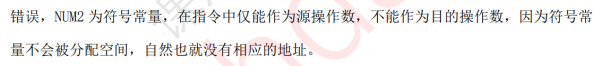 错误，NUM2 为符号常量，在指令中仅能作为源操作数，不能作为目的操作数，因为符号常
量不会被分配空间，自然也就没有相应的地址。